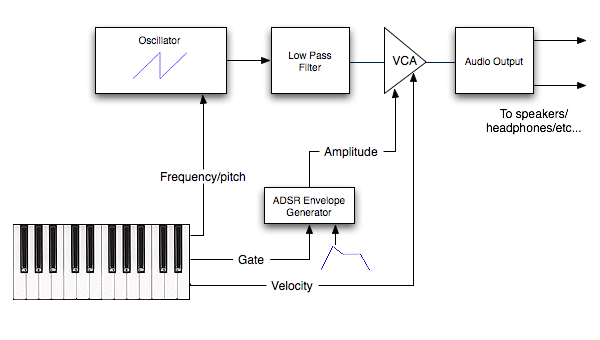 Oscillator
Low Pass
Filter
VCA
Audio Output
To speakers/
headphones/etc...
Amplitude
Frequency/pitch
ADSR Envelope
Generator
Gate
Velocity